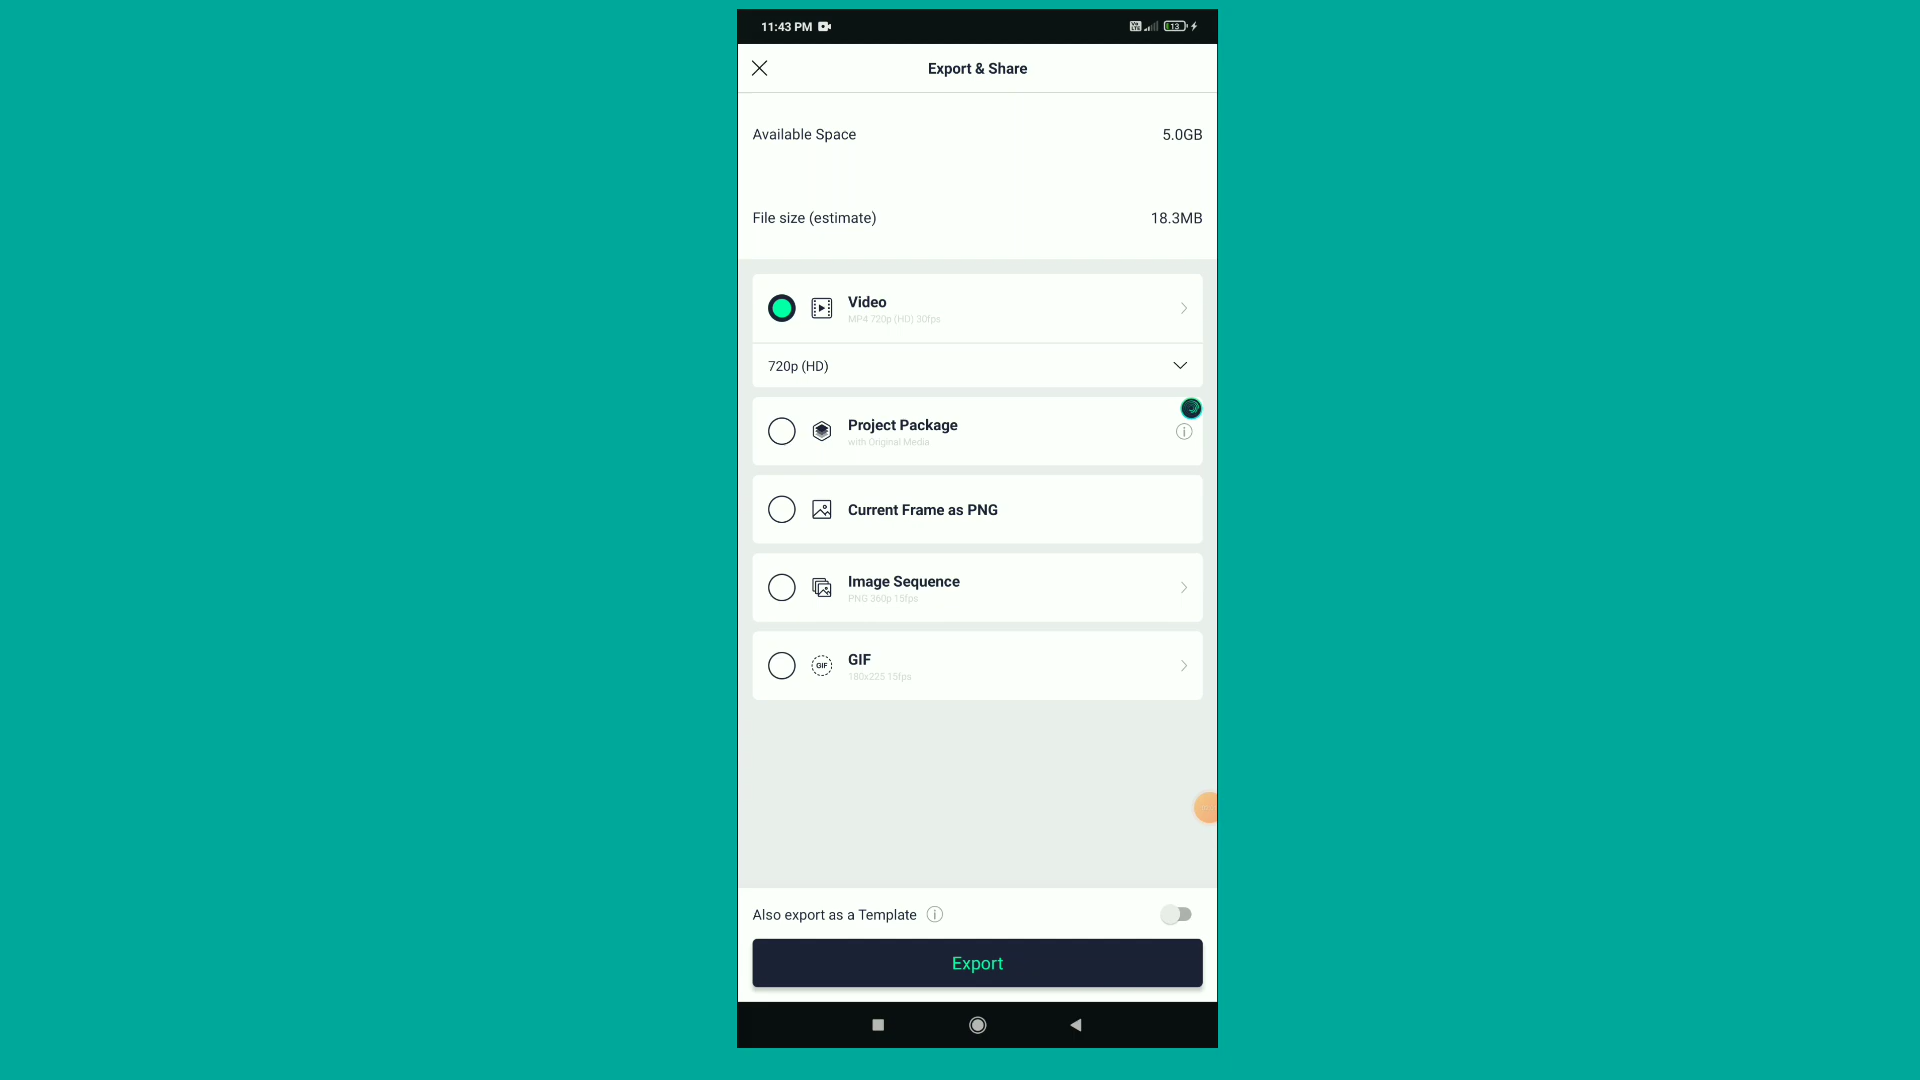 11:43 PM
13
Export & Share
Available Space 5.0GB
File size (estimate) 18.3MB
Video
MP4 720p (HD) 30fps
720p (HD)
Project Package
with Original Media
Current Frame as PNG
Image Sequence
PNG 360p 15fps
GIF
GIF
180x225 15fps
Also export as a Template
Export